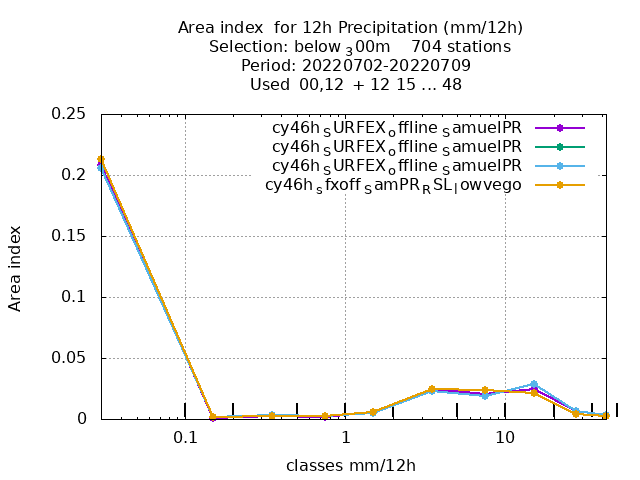 Area index for 12h Precipitation (mm/12h)
Selection: below ₃00m 704 stations
Period: 20220702-20220709
Used 00,12 + 12 15 ... 48
cy46h_SURFEX_offline_SamuelPR
cy46h_SURFEX_offline_SamuelPR
cy46h_SURFEX_offline_SamuelPR
cy46h_sfxoff_SamPR_RSL_lowvego
0.25
0.2
0.15
0.1
0.05
0
Area index
0.1
1
10
classes mm/12h